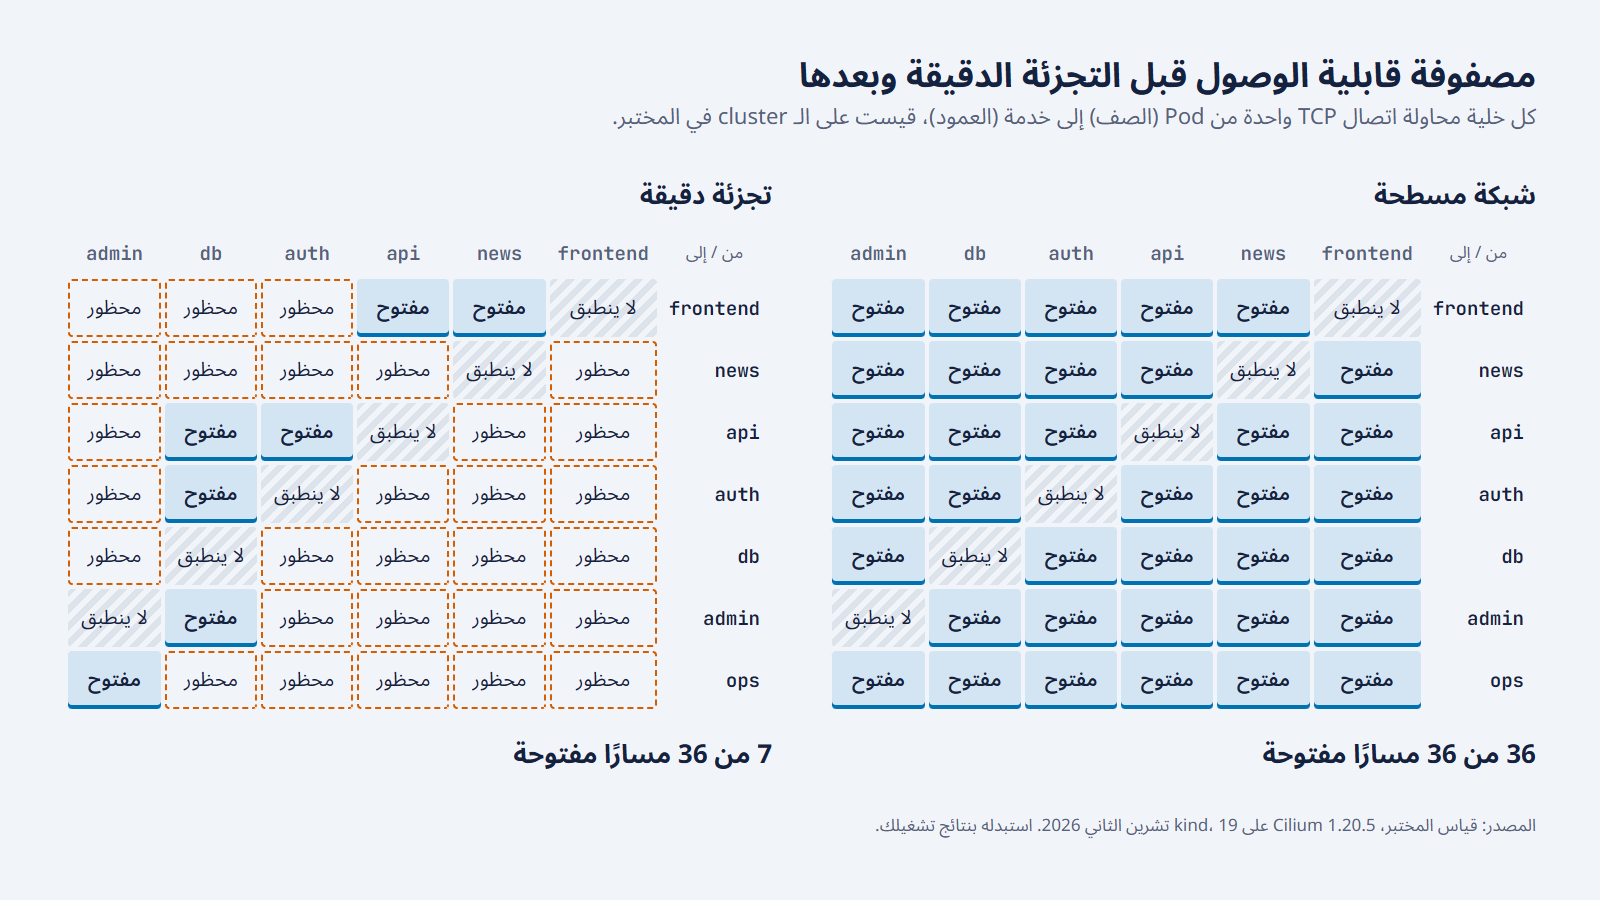 مصفوفة قابلية الوصول قبل التجزئة الدقيقة وبعدها
كل خلية محاولة اتصال TCP واحدة من Pod (الصف) إلى خدمة (العمود)، قيست على الـ cluster في المختبر.
شبكة مسطحة
من / إلى frontend news api auth db admin
frontend لا ينطبق مفتوح مفتوح مفتوح مفتوح مفتوح
news مفتوح لا ينطبق مفتوح مفتوح مفتوح مفتوح
api مفتوح مفتوح لا ينطبق مفتوح مفتوح مفتوح
auth مفتوح مفتوح مفتوح لا ينطبق مفتوح مفتوح
db مفتوح مفتوح مفتوح مفتوح لا ينطبق مفتوح
admin مفتوح مفتوح مفتوح مفتوح مفتوح لا ينطبق
ops مفتوح مفتوح مفتوح مفتوح مفتوح مفتوح
36 من 36 مسارًا مفتوحة
تجزئة دقيقة
من / إلى frontend news api auth db admin
frontend لا ينطبق مفتوح مفتوح محظور محظور محظور
news محظور لا ينطبق محظور محظور محظور محظور
api محظور محظور لا ينطبق مفتوح مفتوح محظور
auth محظور محظور محظور لا ينطبق مفتوح محظور
db محظور محظور محظور محظور لا ينطبق محظور
admin محظور محظور محظور محظور مفتوح لا ينطبق
ops محظور محظور محظور محظور محظور مفتوح
7 من 36 مسارًا مفتوحة
المصدر: قياس المختبر، Cilium 1.20.5 على kind، 19 تشرين الثاني 2026. استبدله بنتائج تشغيلك.